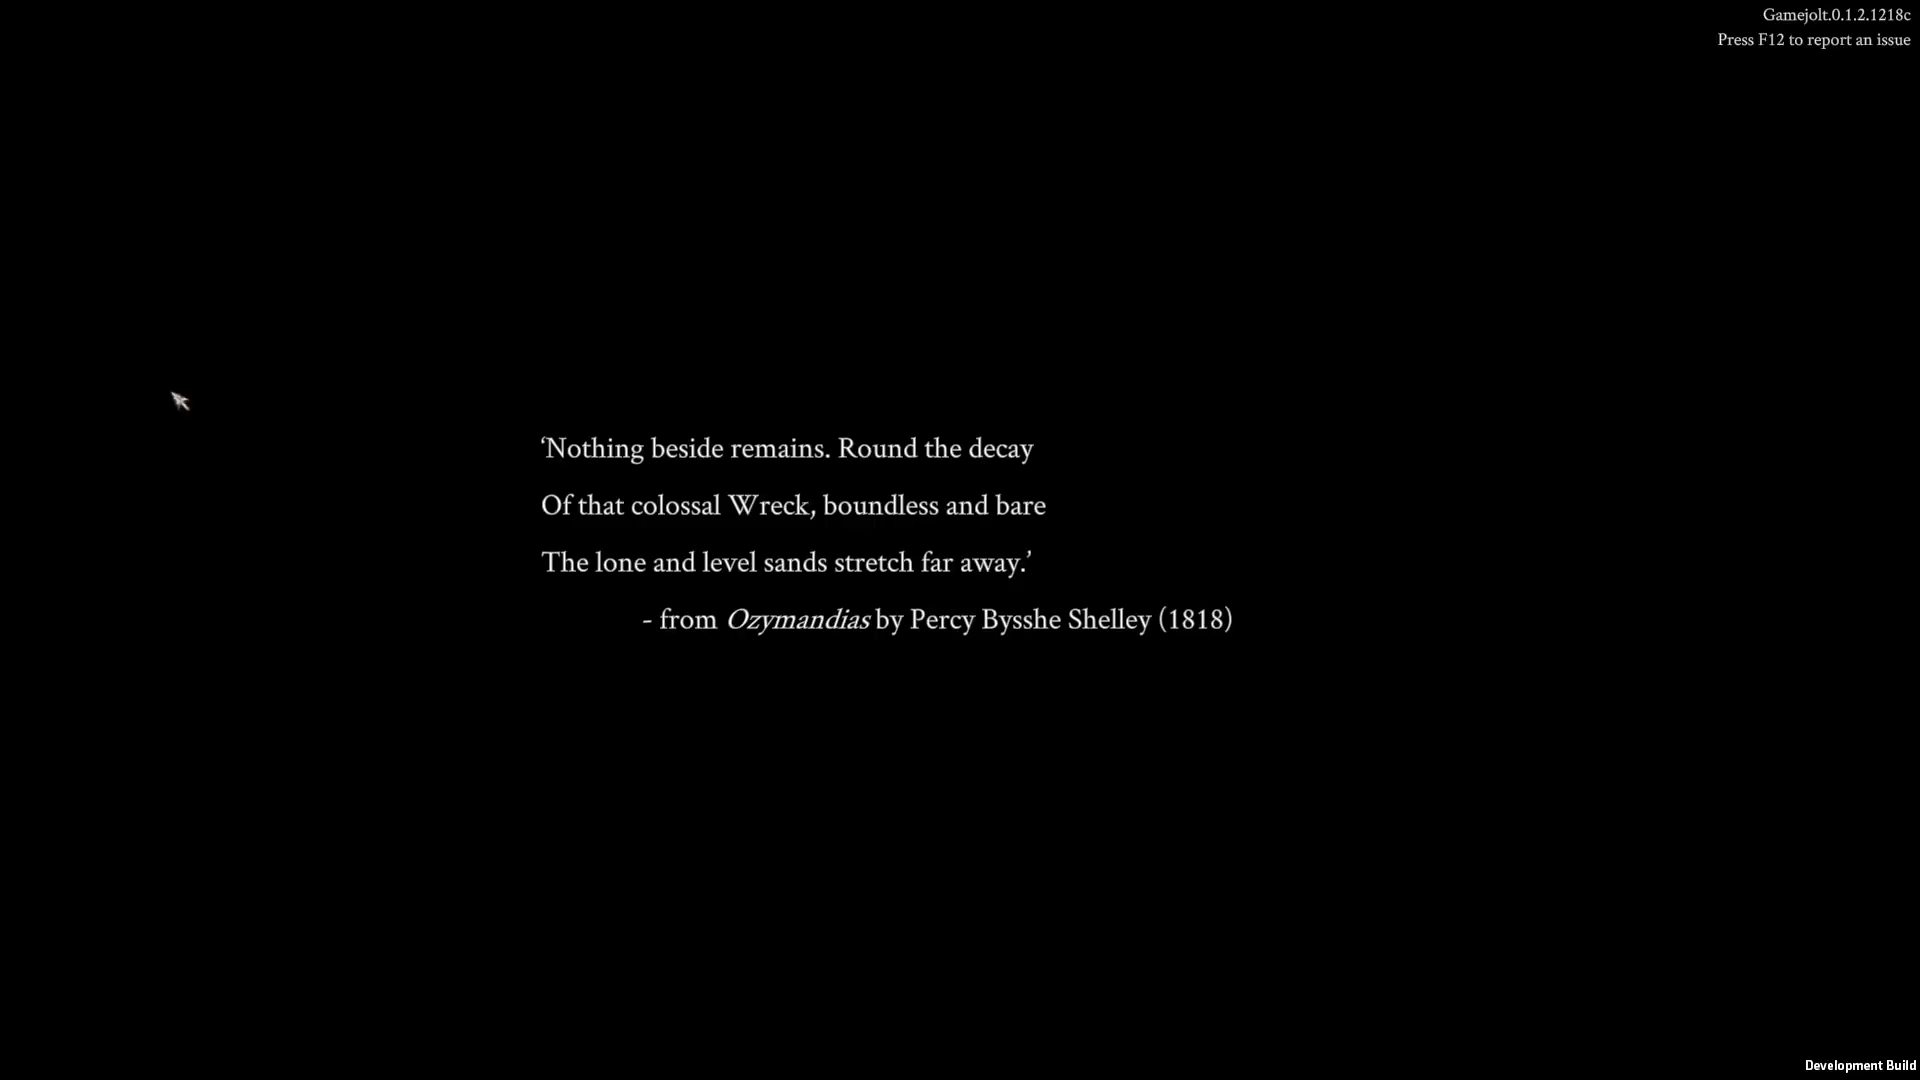 Gamejolt.0.1.2.1218c
Press F12 to report an issue
‘Nothing beside remains. Round the decay
Of that colossal Wreck, boundless and bare
The lone and level sands stretch far away.’
- from Ozymandias by Percy Bysshe Shelley (1818)
Development Build